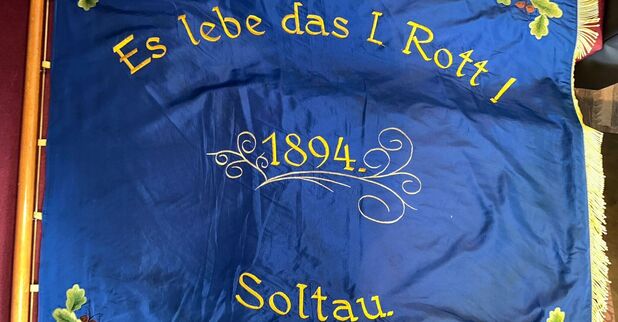 Es lebe das I Rott!
1894.
Soltau.